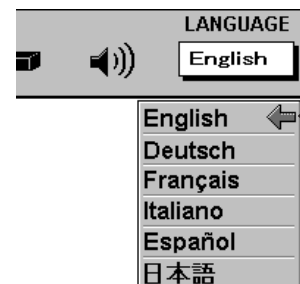 LANGUAGE
English
English
Deutsch
Français
Italiano
Español
日本語